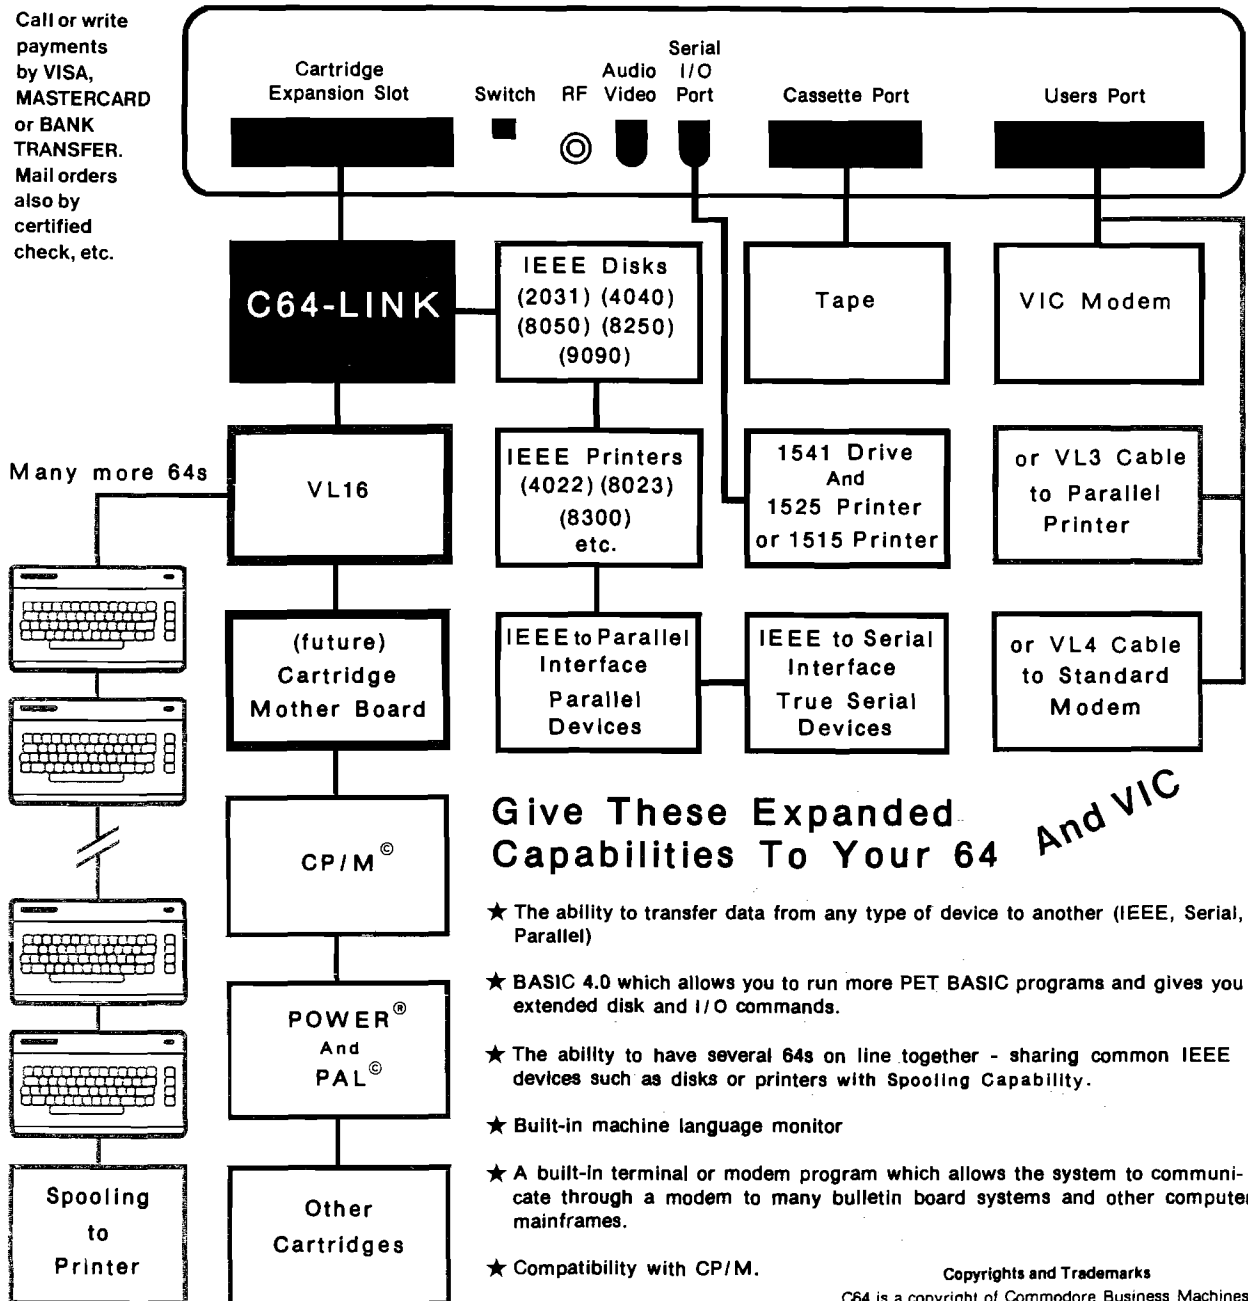 Call or write
payments
by VISA,
MASTERCARD
or BANK
TRANSFER.
Mail orders
also by
certified
check, etc.
Cartridge
Expansion Slot
Switch
RF
Audio
Video
Serial
I/O
Port
Cassette Port
Users Port
C64-LINK
IEEE Disks
(2031) (4040)
(8050) (8250)
(9090)
Tape
VIC Modem
Many more 64s
VL16
IEEE Printers
(4022) (8023)
(8300)
etc.
1541 Drive
And
1525 Printer
or 1515 Printer
or VL3 Cable
to Parallel
Printer
(future)
Cartridge
Mother Board
IEEE to Parallel
Interface
Parallel
Devices
IEEE to Serial
Interface
True Serial
Devices
or VL4 Cable
to Standard
Modem
CP/M©
POWER®
And
PAL©
Other
Cartridges
Spooling
to
Printer
Give These Expanded
Capabilities To Your 64
And VIC
★ The ability to transfer data from any type of device to another (IEEE, Serial,
Parallel)
★ BASIC 4.0 which allows you to run more PET BASIC programs and gives you
extended disk and I/O commands.
★ The ability to have several 64s on line together - sharing common IEEE
devices such as disks or printers with Spooling Capability.
★ Built-in machine language monitor
★ A built-in terminal or modem program which allows the system to communi-
cate through a modem to many bulletin board systems and other computer
mainframes.
★ Compatibility with CP/M.
Copyrights and Trademarks
C64 is a copyright of Commodore Business Machines